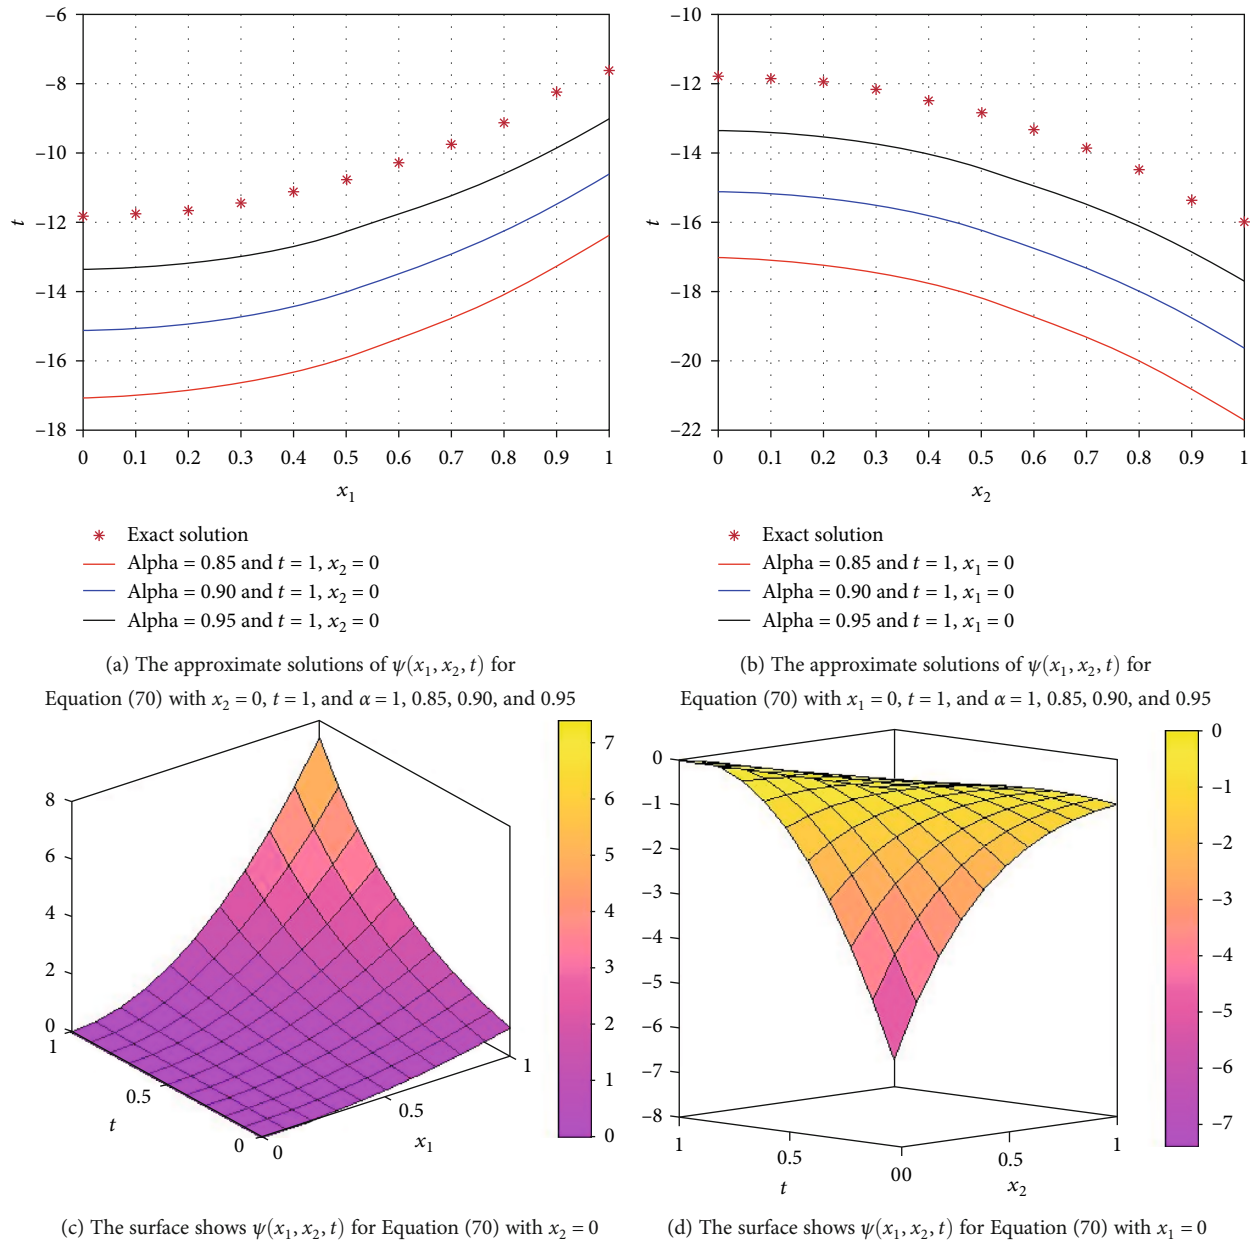 −6
−8
−10
−12
−14
−16
−18
t
0 0.1 0.2 0.3 0.4 0.5 0.6 0.7 0.8 0.9 1
x1
Exact solution
Alpha = 0.85 and t = 1, x2 = 0
Alpha = 0.90 and t = 1, x2 = 0
Alpha = 0.95 and t = 1, x2 = 0
(a) The approximate solutions of ψ(x1, x2, t) for
Equation (70) with x2 = 0, t = 1, and α = 1, 0.85, 0.90, and 0.95
−10
−12
−14
−16
−18
−20
−22
t
0 0.1 0.2 0.3 0.4 0.5 0.6 0.7 0.8 0.9 1
x2
Exact solution
Alpha = 0.85 and t = 1, x1 = 0
Alpha = 0.90 and t = 1, x1 = 0
Alpha = 0.95 and t = 1, x1 = 0
(b) The approximate solutions of ψ(x1, x2, t) for
Equation (70) with x1 = 0, t = 1, and α = 1, 0.85, 0.90, and 0.95
8
6
4
2
0
1
0.5
0
t
0
0.5
1
x1
7
6
5
4
3
2
1
0
(c) The surface shows ψ(x1, x2, t) for Equation (70) with x2 = 0
0
−1
−2
−3
−4
−5
−6
−7
−8
1
0.5
00
0.5
1
t
x2
0
−1
−2
−3
−4
−5
−6
−7
(d) The surface shows ψ(x1, x2, t) for Equation (70) with x1 = 0